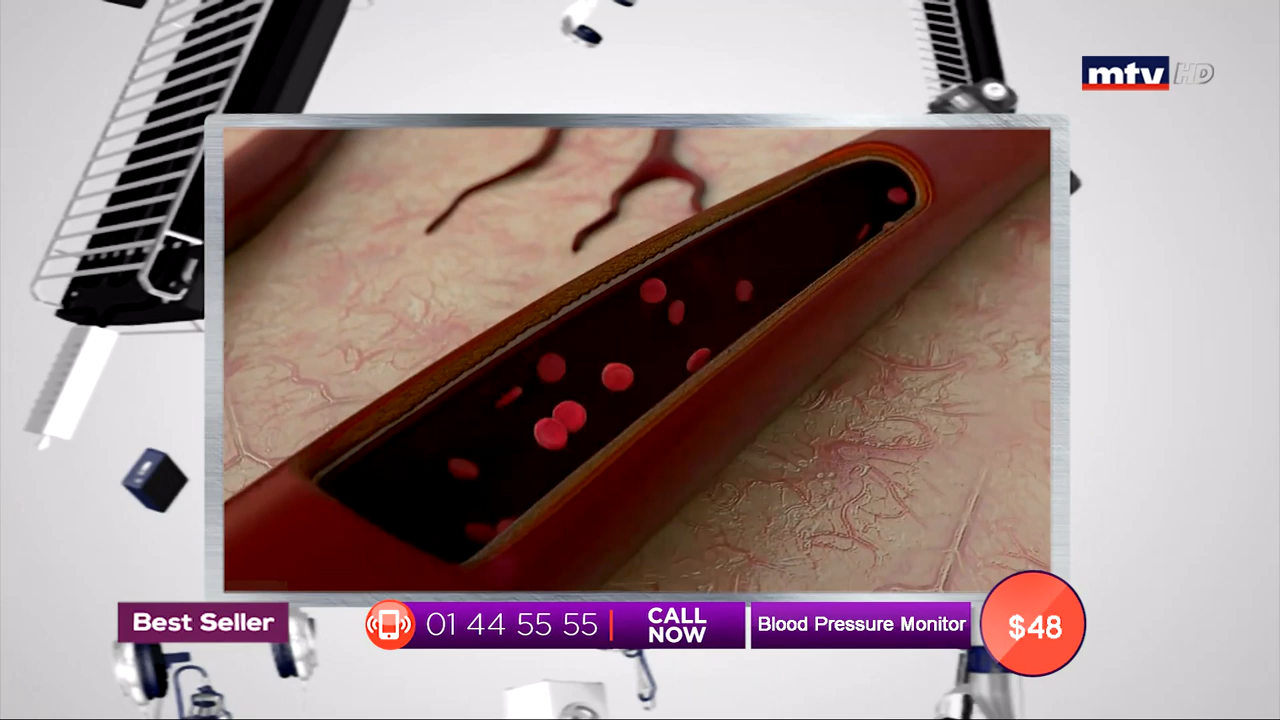 mtv HD
Best Seller
01 44 55 55
CALL
NOW
Blood Pressure Monitor
$48